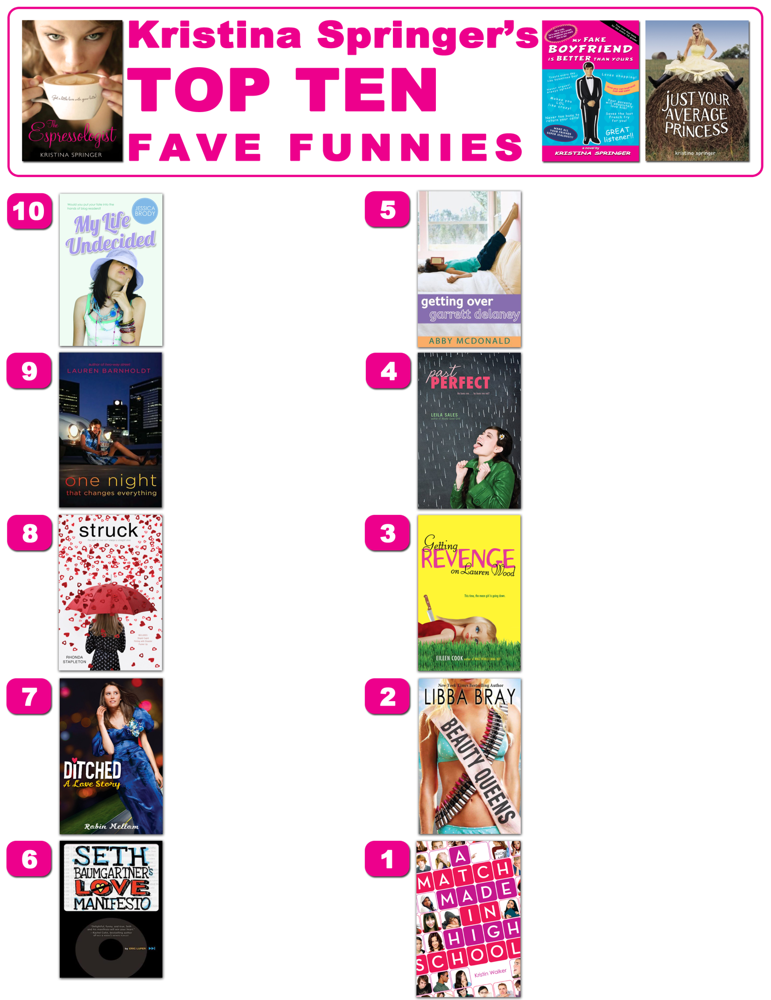 Kristina Springer's
TOP TEN
FAVE FUNNIES
Get a little love with your latte!
The
Espressologist
KRISTINA SPRINGER
He's cute,
he's sweet, he's smart,
he's whatever you want
him to be!
True love that lasts
for the entire 7th grade!
MY FAKE
BOYFRIEND
IS BETTER THAN YOURS
Treats every day
like Valentines Day!
Never argues!
Always agrees!
Makes you
LOL
like crazy!
Never too busy to
return your calls!
MAKE ALL
YOUR FRIENDS
SUPER JEALOUS!!!
Loves shopping!
Grow your own boyfriend!
Just add water!
Your parents
will absolutely
love him!
Saves the last
French fry
for you!
GREAT
listener!!
a novel by
KRISTINA SPRINGER
JUST YOUR
AVERAGE
PRINCESS
kristina springer
10
Would you put your fate into the
hands of blog readers?
JESSICA
BRODY
My Life
Undecided
9
author of two-way street
LAUREN BARNHOLDT
one night
that changes everything
8
struck
The path to love isn't always a straight shot
INCLUDES
Stupid Cupid
Flirting with Disaster
Pucker Up
RHONDA
STAPLETON
7
DITCHED
A Love Story
Robin Mellom
6
SETH
BAUMGARTNER'S
LOVE
MANIFESTO
"Delightful, funny, and true, Seth
and his manifesto will win your heart."
—Rachel Cohn, bestselling author
of NICK & NORAH'S INFINITE PLAYLIST
by ERIC LUPER
5
getting over
garrett delaney
ABBY MCDONALD
4
past
PERFECT
He loves me . . . he loves me not?
LEILA SALES
author of Mostly Good Girls
3
Getting
REVENGE
on Lauren Wood
This time, the mean girl is going down.
EILEEN COOK author of WHAT WOULD EMMA DO?
2
New York Times Bestselling Author
LIBBA BRAY
BEAUTY QUEENS
1
KICK
ME
A
MATCH
MADE
IN
HIGH
SCHOOL
Kristin Walker